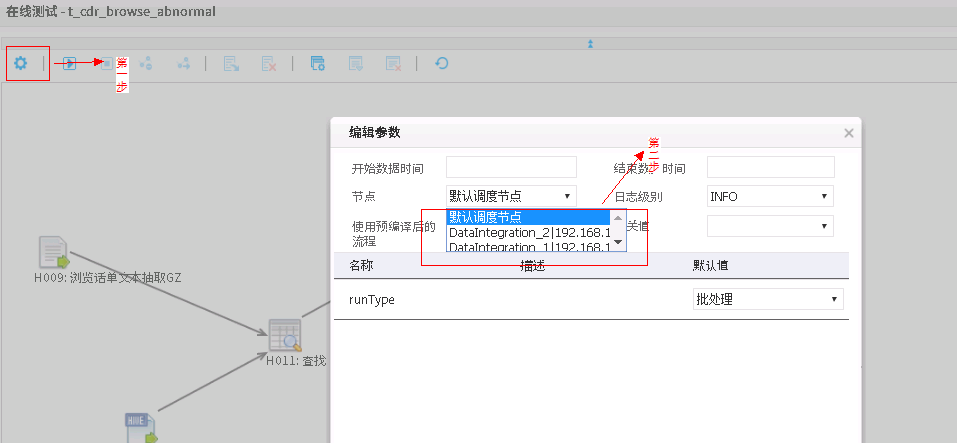 在线测试 - t_cdr_browse_abnormal
第一步
编辑参数
第二步
开始数据时间
结束数 时间
节点
默认调度节点
日志级别
INFO
默认调度节点
DataIntegration_2|192.168.1
DataIntegration_1|192.168.1
使用预编译后的
流程
关值
名称
描述
默认值
runType
批处理
H009: 浏览话单文本抽取GZ
H011: 查找
HIVE